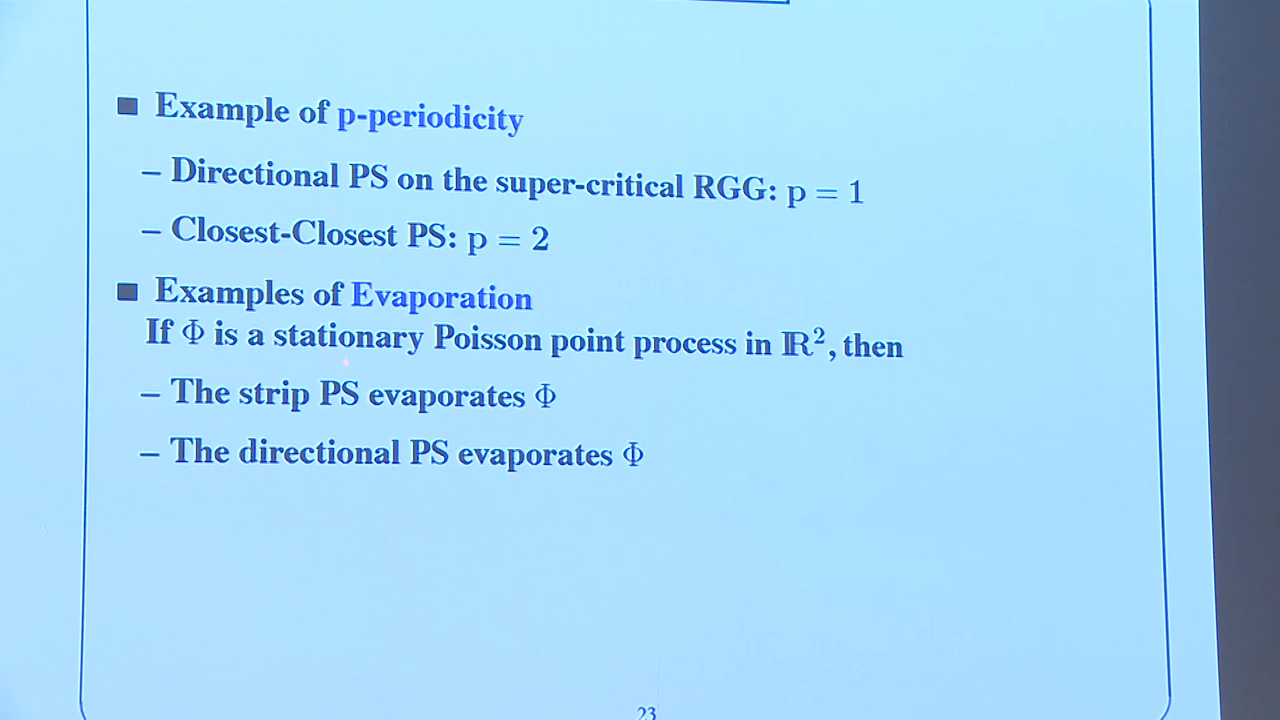 ■ Example of p-periodicity
– Directional PS on the super-critical RGG: p = 1
– Closest-Closest PS: p = 2
■ Examples of Evaporation
If Φ is a stationary Poisson point process in ℝ², then
– The strip PS evaporates Φ
– The directional PS evaporates Φ
23